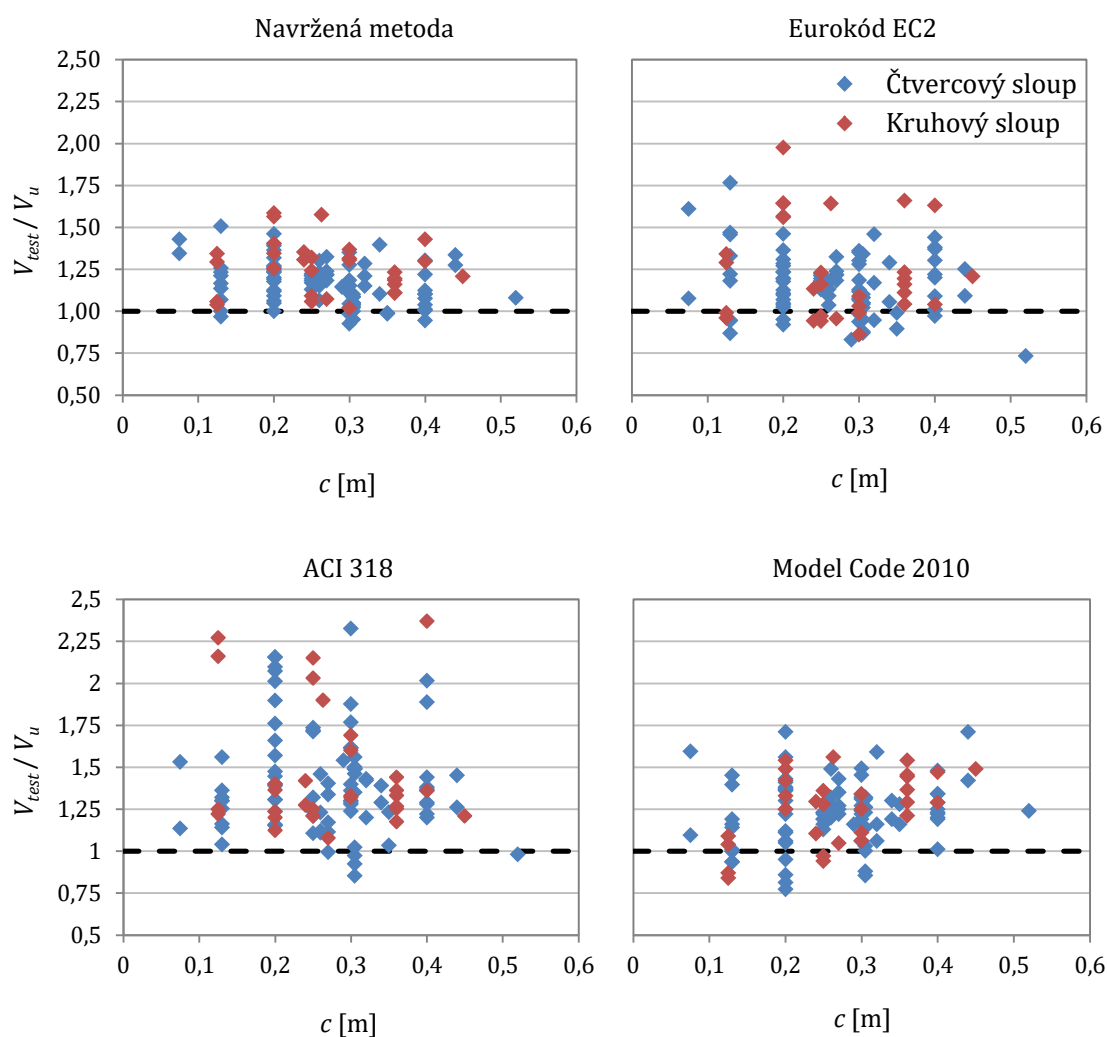 Navržená metoda
V_test / V_u
2,50
2,25
2,00
1,75
1,50
1,25
1,00
0,75
0,50
0 0,1 0,2 0,3 0,4 0,5 0,6
c [m]
Eurokód EC2
Čtvercový sloup
Kruhový sloup
0 0,1 0,2 0,3 0,4 0,5 0,6
c [m]
ACI 318
V_test / V_u
2,5
2,25
2
1,75
1,5
1,25
1
0,75
0,5
0 0,1 0,2 0,3 0,4 0,5 0,6
c [m]
Model Code 2010
0 0,1 0,2 0,3 0,4 0,5 0,6
c [m]